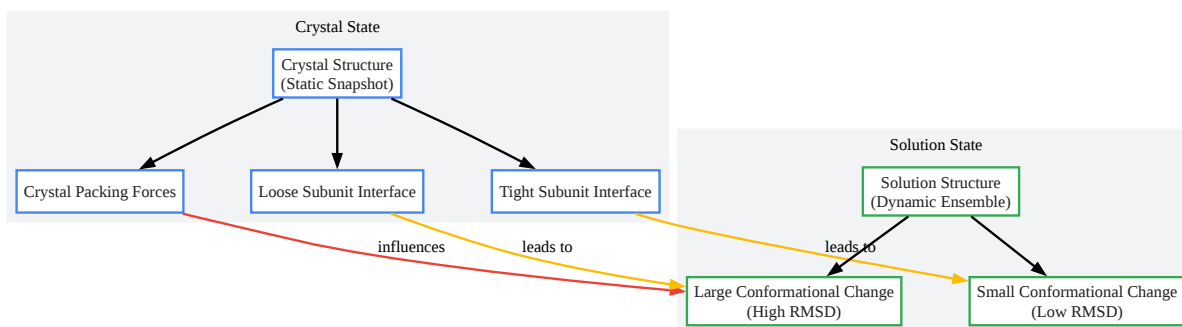 Crystal State
Crystal Structure
(Static Snapshot)
Crystal Packing Forces
Loose Subunit Interface
Tight Subunit Interface
Solution State
Solution Structure
(Dynamic Ensemble)
influences
leads to
leads to
Large Conformational Change
(High RMSD)
Small Conformational Change
(Low RMSD)